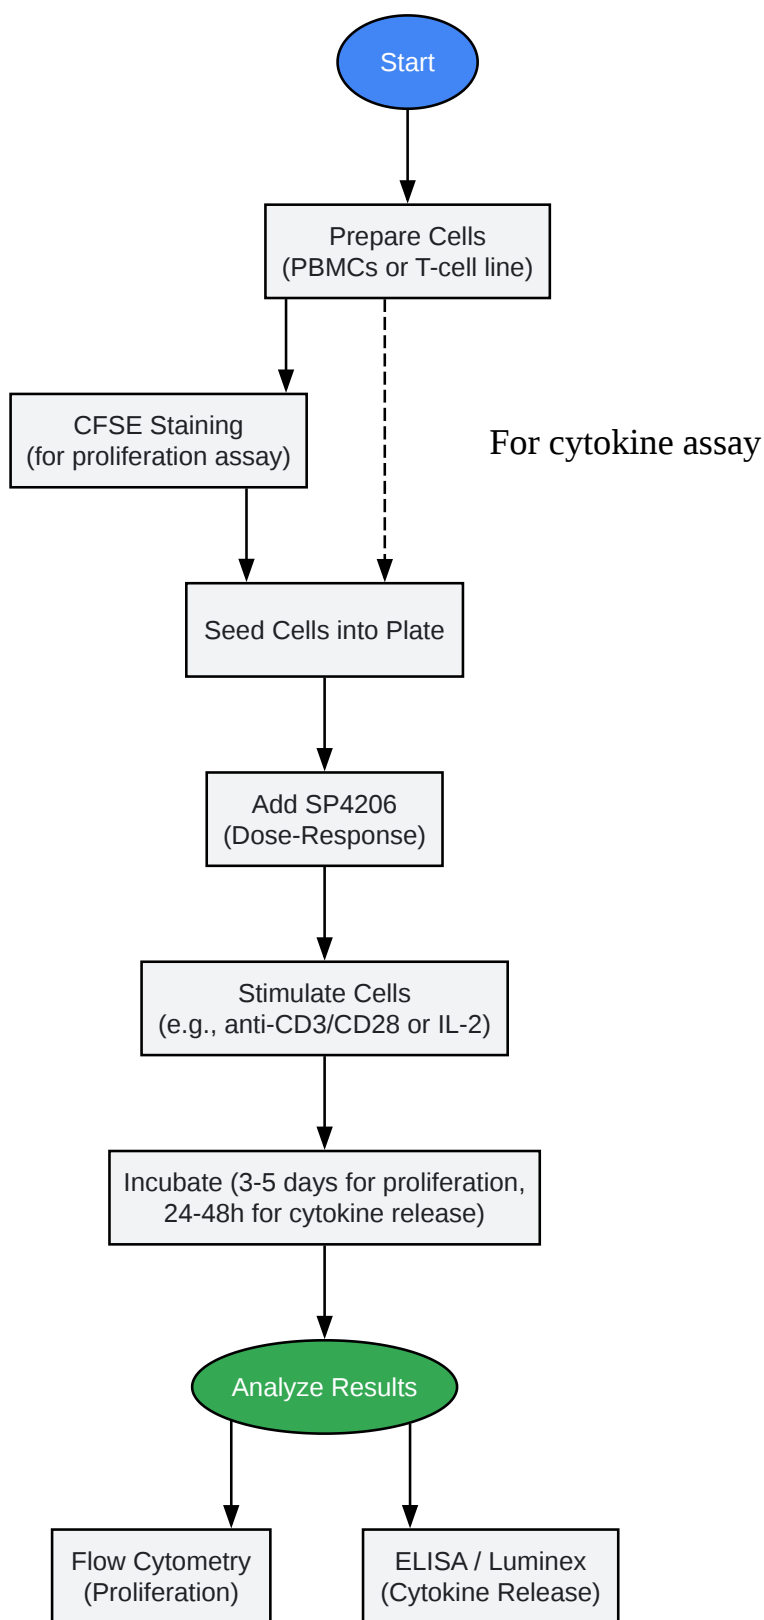 Start
Prepare Cells
(PBMCs or T-cell line)
CFSE Staining
(for proliferation assay)
For cytokine assay
Seed Cells into Plate
Add SP4206
(Dose-Response)
Stimulate Cells
(e.g., anti-CD3/CD28 or IL-2)
Incubate (3-5 days for proliferation,
24-48h for cytokine release)
Analyze Results
Flow Cytometry
(Proliferation)
ELISA / Luminex
(Cytokine Release)